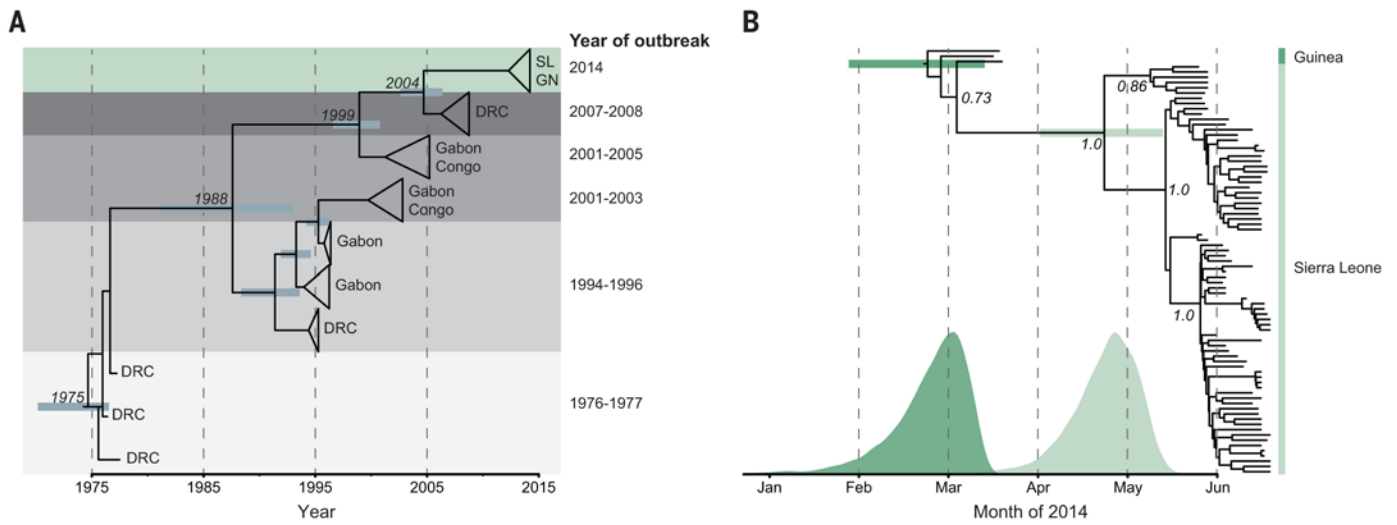 A
Year of outbreak
SL
GN
2014
2004
DRC
2007-2008
1999
Gabon
Congo
2001-2005
Gabon
Congo
2001-2003
1988
Gabon
Gabon
1994-1996
DRC
DRC
1975
DRC
1976-1977
DRC
1975
1985
1995
2005
2015
Year
B
Guinea
0.73
0.86
1.0
1.0
Sierra Leone
1.0
Jan
Feb
Mar
Apr
May
Jun
Month of 2014